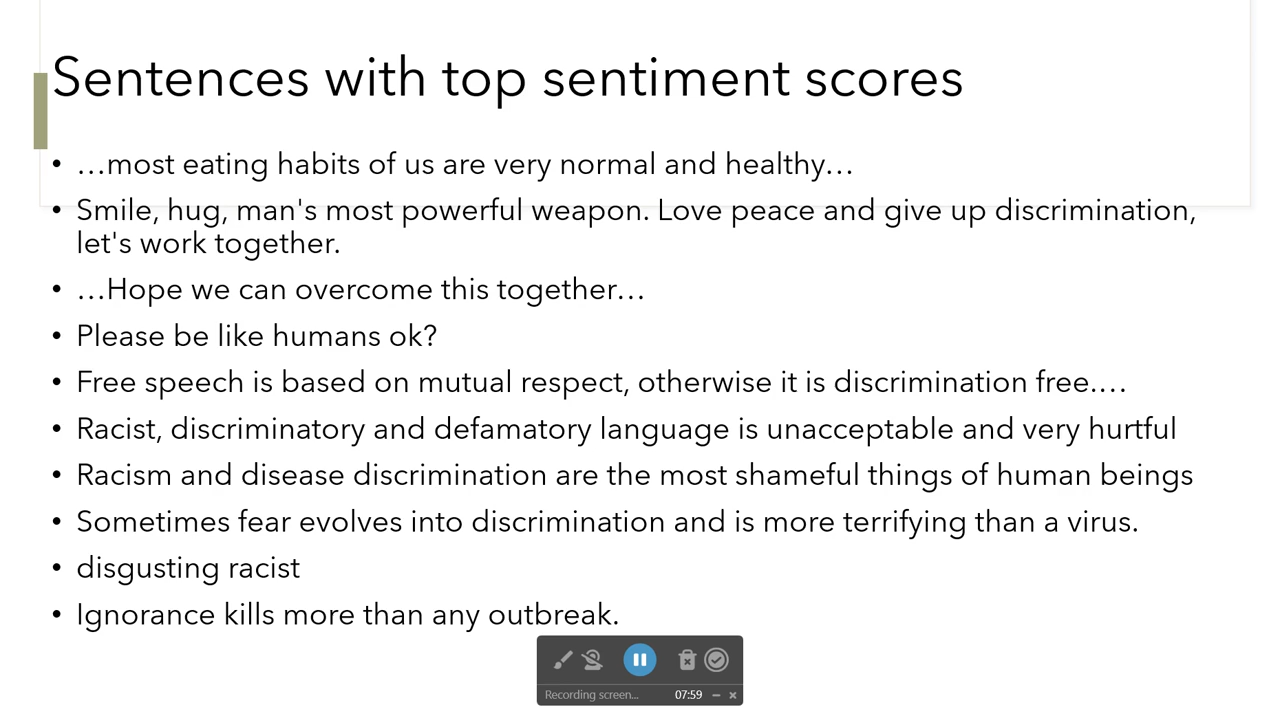 Sentences with top sentiment scores
• …most eating habits of us are very normal and healthy…
• Smile, hug, man's most powerful weapon. Love peace and give up discrimination,
let's work together.
• …Hope we can overcome this together…
• Please be like humans ok?
• Free speech is based on mutual respect, otherwise it is discrimination free.…
• Racist, discriminatory and defamatory language is unacceptable and very hurtful
• Racism and disease discrimination are the most shameful things of human beings
• Sometimes fear evolves into discrimination and is more terrifying than a virus.
• disgusting racist
• Ignorance kills more than any outbreak.
Recording screen... 07:59